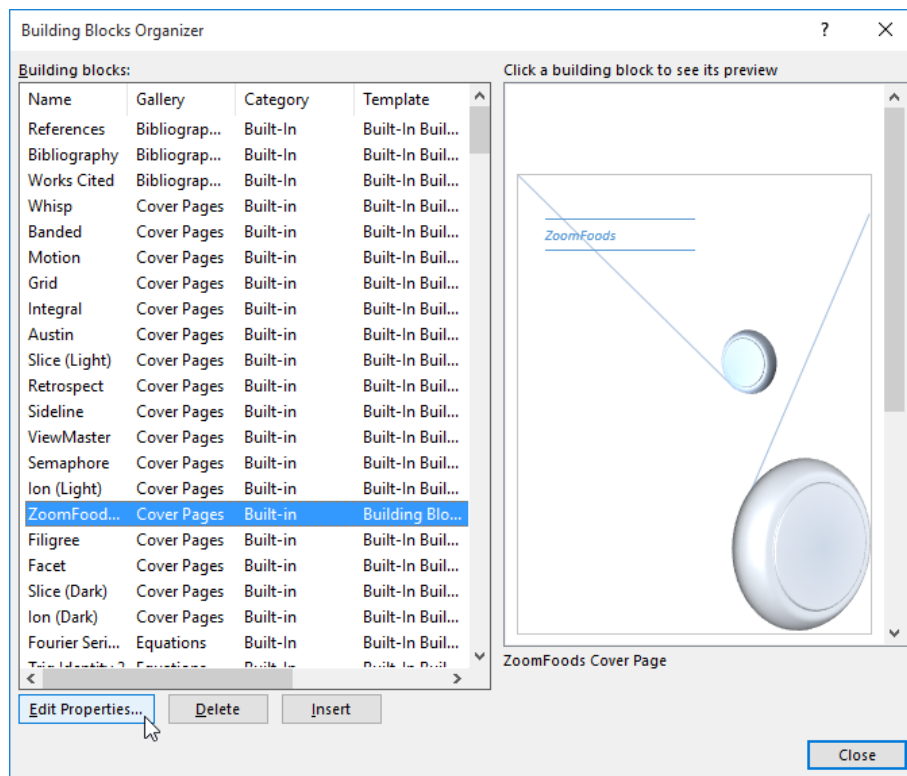 Building Blocks Organizer ?
Building blocks:
Name Gallery Category Template
References Bibliograp... Built-In Built-In Buil...
Bibliography Bibliograp... Built-In Built-In Buil...
Works Cited Bibliograp... Built-In Built-In Buil...
Whisp Cover Pages Built-in Built-In Buil...
Banded Cover Pages Built-in Built-In Buil...
Motion Cover Pages Built-in Built-In Buil...
Grid Cover Pages Built-in Built-In Buil...
Integral Cover Pages Built-in Built-In Buil...
Austin Cover Pages Built-in Built-In Buil...
Slice (Light) Cover Pages Built-in Built-In Buil...
Retrospect Cover Pages Built-in Built-In Buil...
Sideline Cover Pages Built-in Built-In Buil...
ViewMaster Cover Pages Built-in Built-In Buil...
Semaphore Cover Pages Built-in Built-In Buil...
Ion (Light) Cover Pages Built-in Built-In Buil...
ZoomFood... Cover Pages Built-in Building Blo...
Filigree Cover Pages Built-in Built-In Buil...
Facet Cover Pages Built-in Built-In Buil...
Slice (Dark) Cover Pages Built-in Built-In Buil...
Ion (Dark) Cover Pages Built-in Built-In Buil...
Fourier Seri... Equations Built-In Built-In Buil...
Click a building block to see its preview
ZoomFoods
ZoomFoods Cover Page
Edit Properties... Delete Insert
Close